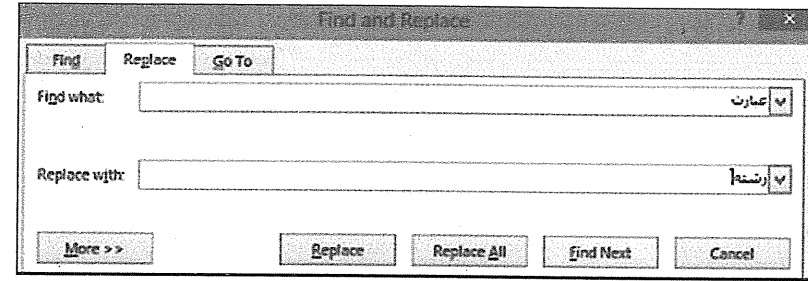 Find and Replace ? ×
Find Replace Go To
Find what: عبارت
Replace with: رشته
More >> Replace Replace All Find Next Cancel